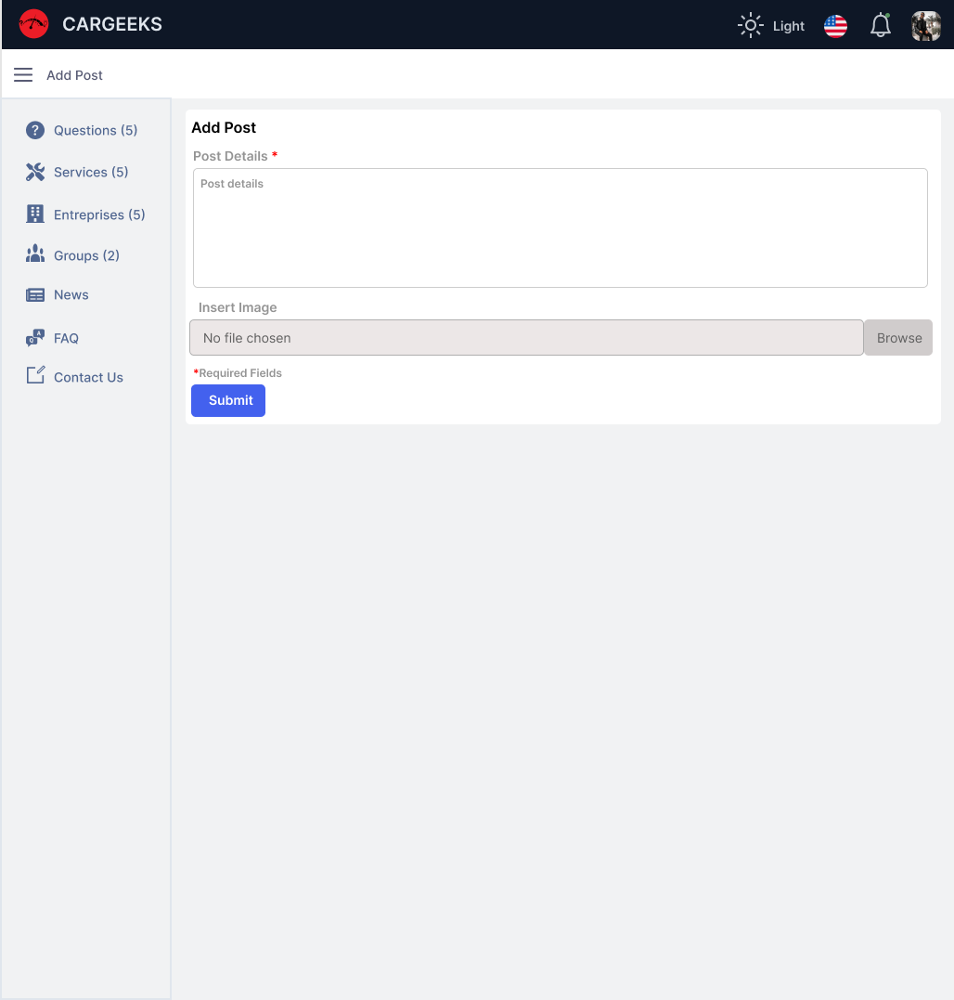 CARGEEKS
Light
Add Post
Questions (5)
Services (5)
Entreprises (5)
Groups (2)
News
FAQ
Contact Us
Add Post
Post Details *
Post details
Insert Image
No file chosen
Browse
*Required Fields
Submit